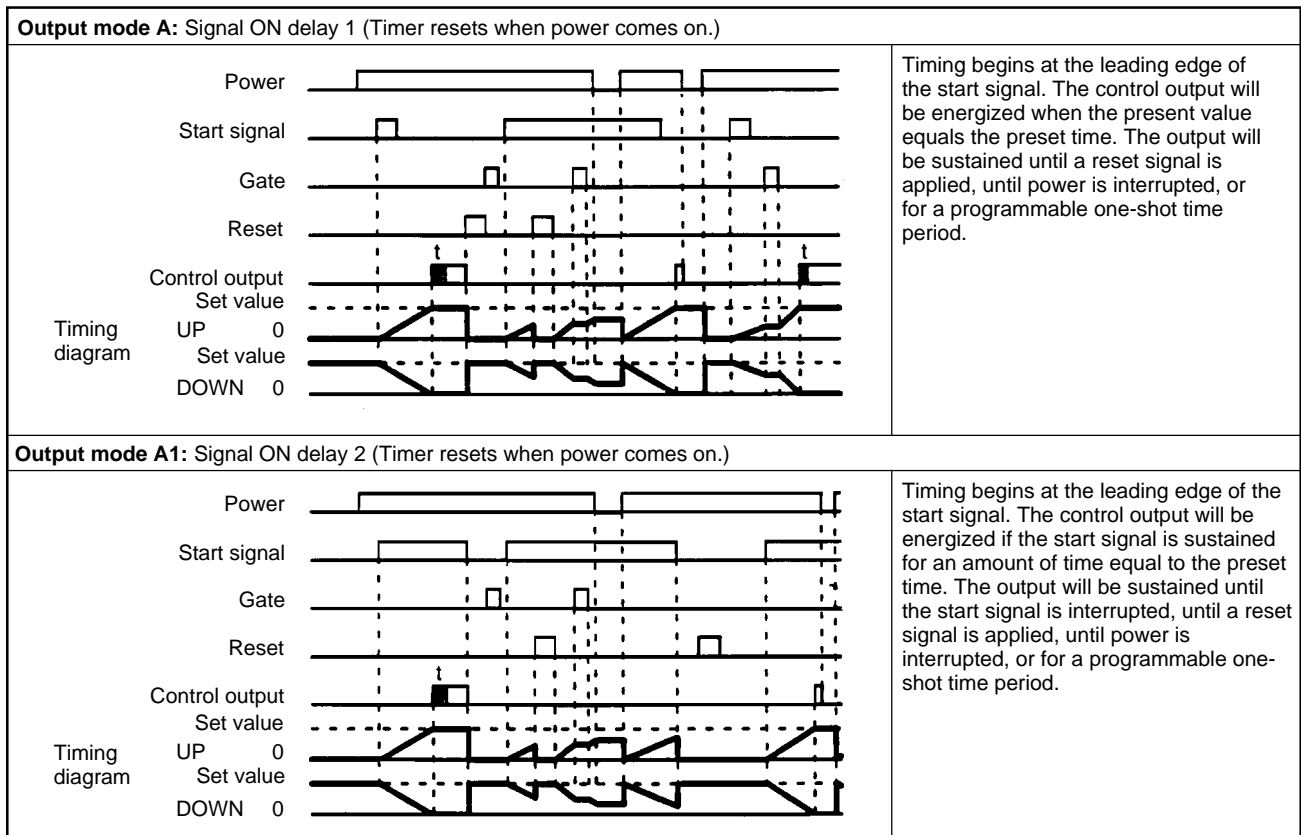 Output mode A: Signal ON delay 1 (Timer resets when power comes on.)
Power
Start signal
Gate
Reset
t
t
Control output
Set value
Timing diagram
UP 0
Set value
DOWN 0
Timing begins at the leading edge of
the start signal. The control output will
be energized when the present value
equals the preset time. The output will
be sustained until a reset signal is
applied, until power is interrupted, or
for a programmable one-shot time
period.
Output mode A1: Signal ON delay 2 (Timer resets when power comes on.)
Power
Start signal
Gate
Reset
t
Control output
Set value
Timing diagram
UP 0
Set value
DOWN 0
Timing begins at the leading edge of the
start signal. The control output will be
energized if the start signal is sustained
for an amount of time equal to the preset
time. The output will be sustained until
the start signal is interrupted, until a reset
signal is applied, until power is
interrupted, or for a programmable one-
shot time period.